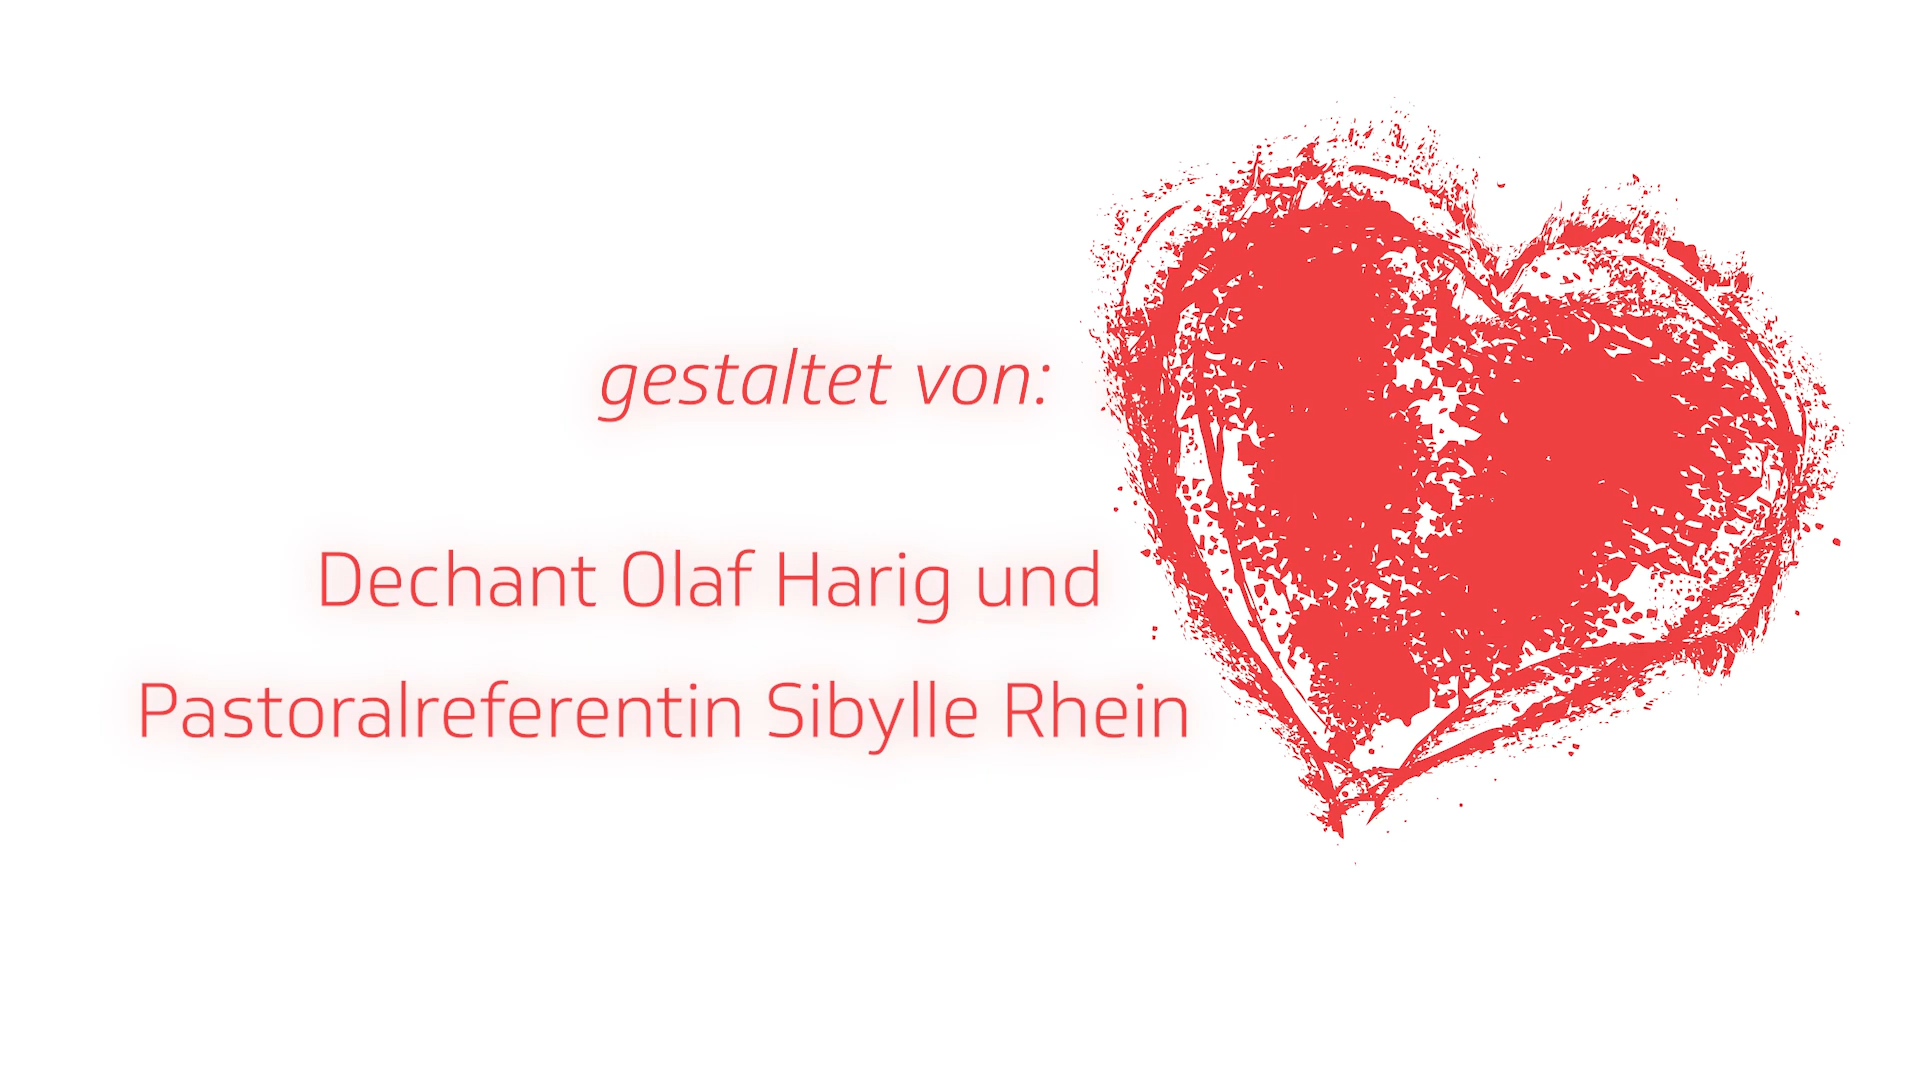 gestaltet von:
Dechant Olaf Harig und
Pastoralreferentin Sibylle Rhein